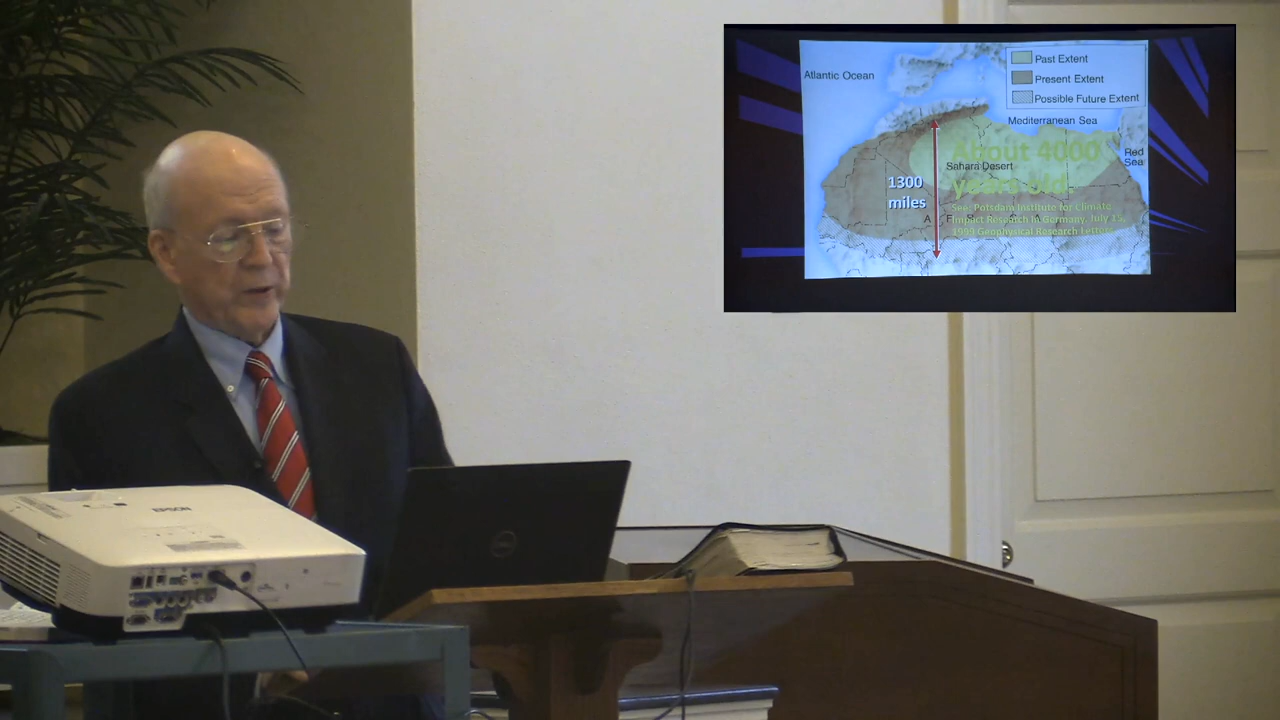 Past Extent
Atlantic Ocean
Present Extent
Possible Future Extent
Mediterranean Sea
About 4000
years old
Red
Sea
Sahara Desert
1300
miles
See: Potsdam Institute for Climate
Impact Research in Germany, July 15,
1999 Geophysical Research Letters
A F
EPSON
DELL